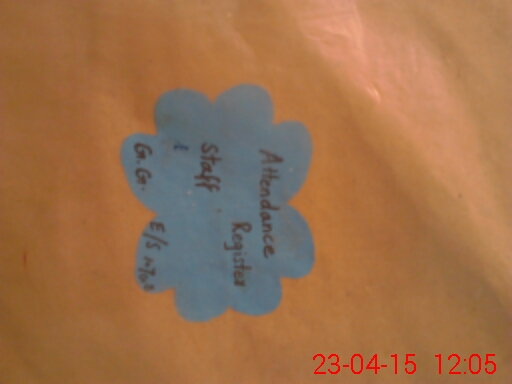 Attendance
Register
Staff
G.G. E/S
23-04-15 12:05